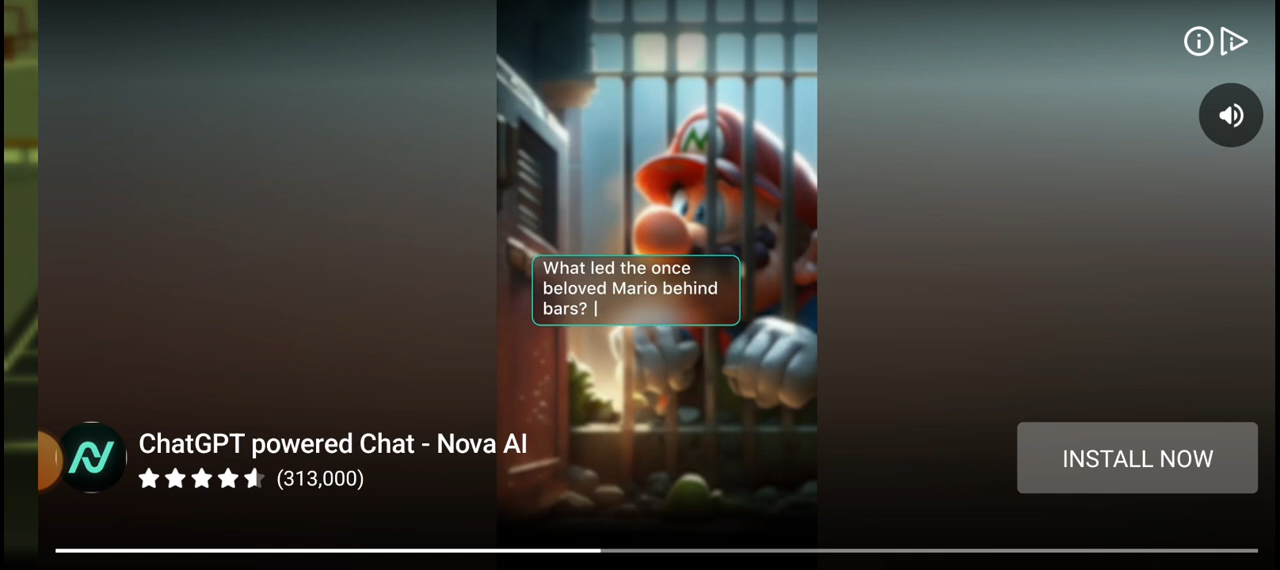 What led the once
beloved Mario behind
bars? |
ChatGPT powered Chat - Nova AI
(313,000)
INSTALL NOW